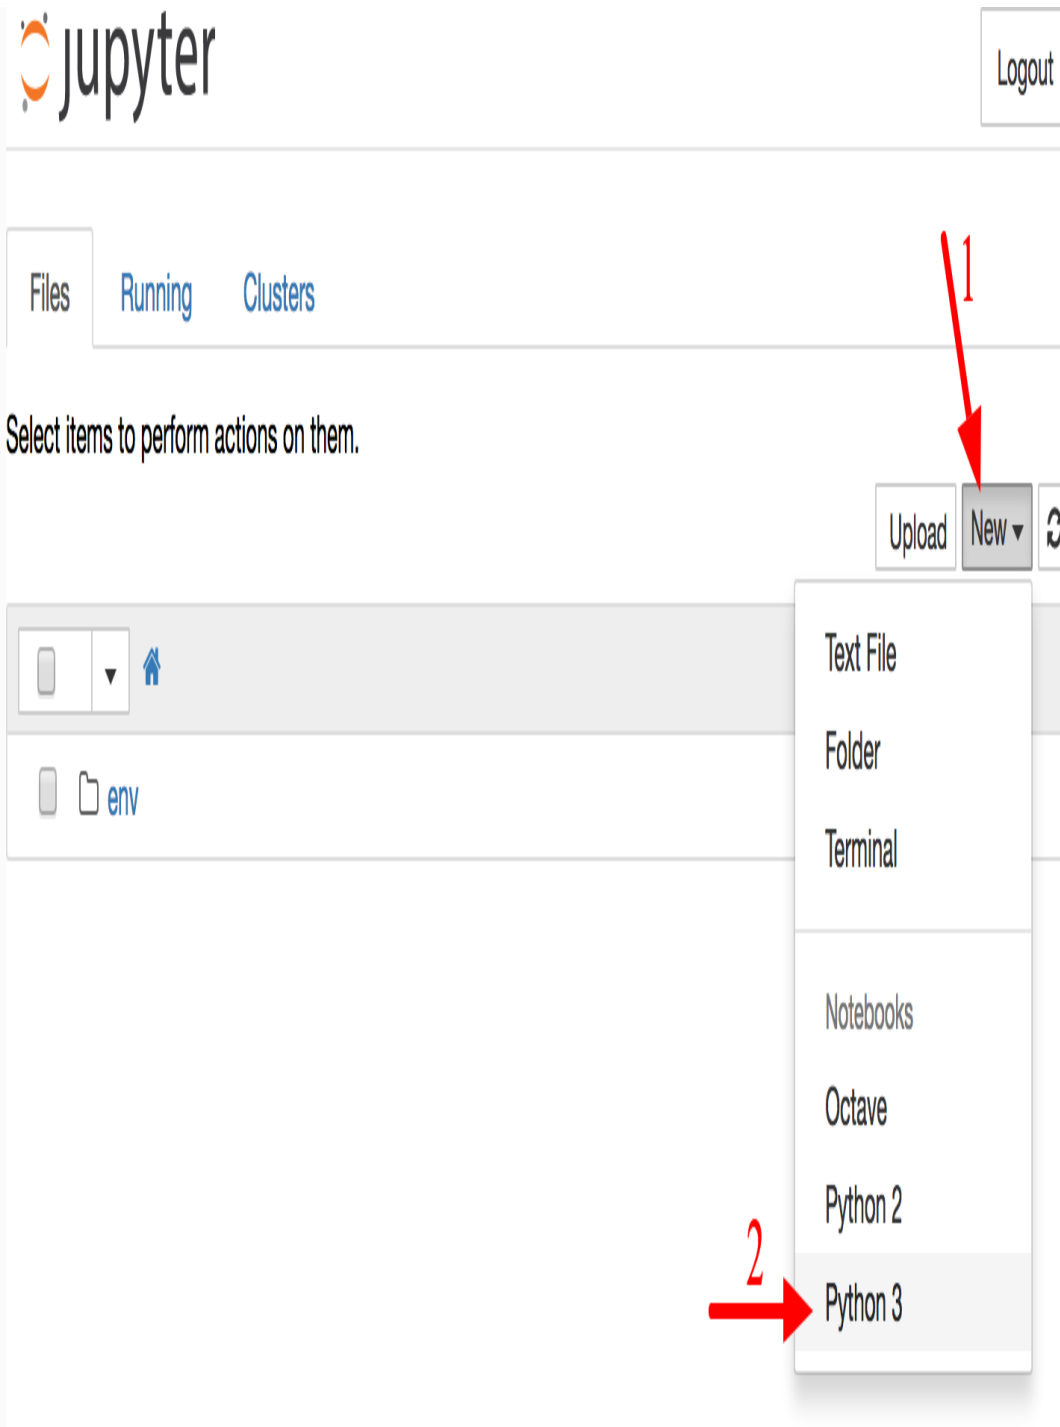 jupyter
Logout
1
Files Running Clusters
Select items to perform actions on them.
Upload New
Text File
Folder
env
Terminal
Notebooks
Octave
Python 2
2
Python 3